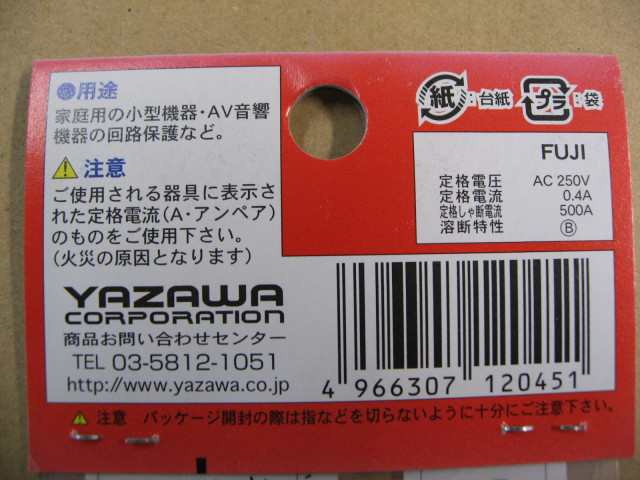 ●用途
家庭用の小型機器・AV音響
機器の回路保護など。
注意
ご使用される器具に表示さ
れた定格電流(A・アンペア)
のものをご使用下さい。
(火災の原因となります)
YAZAWA
CORPORATION
商品お問い合わせセンター
TEL 03-5812-1051
http://www.yazawa.co.jp
紙:台紙 プラ:袋
FUJI
定格電圧 AC 250V
定格電流 0.4A
定格しゃ断電流 500A
溶断特性 Ⓑ
4 966307 120451
注意 パッケージ開封の際は指などを切らないように十分にご注意下さい。